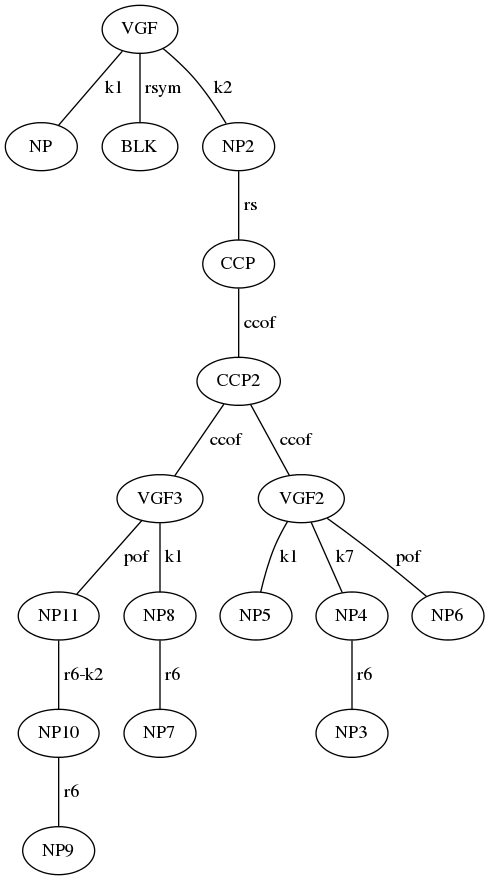 VGF
k1 rsym k2
NP BLK NP2
rs
CCP
ccof
CCP2
ccof ccof
VGF3 VGF2
pof k1 k1 k7 pof
NP11 NP8 NP5 NP4 NP6
r6-k2 r6 r6
NP10 NP7 NP3
r6
NP9